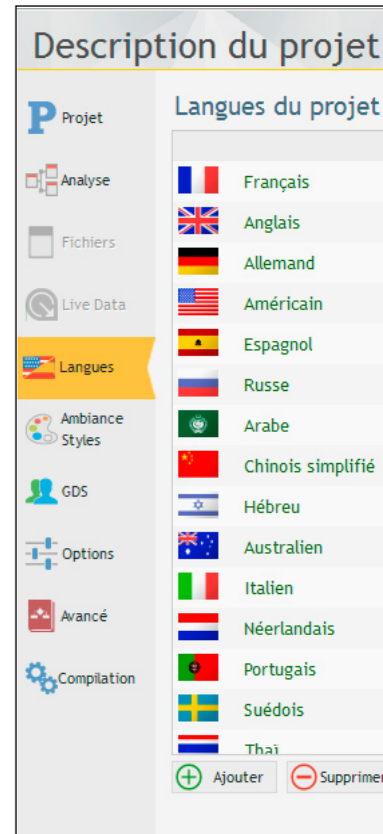 Description du projet
Projet
Analyse
Fichiers
Live Data
Langues
Ambiance
Styles
GDS
Options
Avancé
Compilation
Langues du projet
Français
Anglais
Allemand
Américain
Espagnol
Russe
Arabe
Chinois simplifié
Hébreu
Australien
Italien
Néerlandais
Portugais
Suédois
Thaï
Ajouter
Supprimer